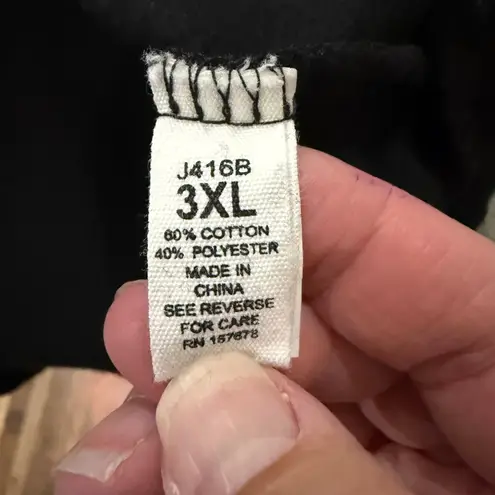 J416B
3XL
60% COTTON
40% POLYESTER
MADE IN
CHINA
SEE REVERSE
FOR CARE
RN 157678